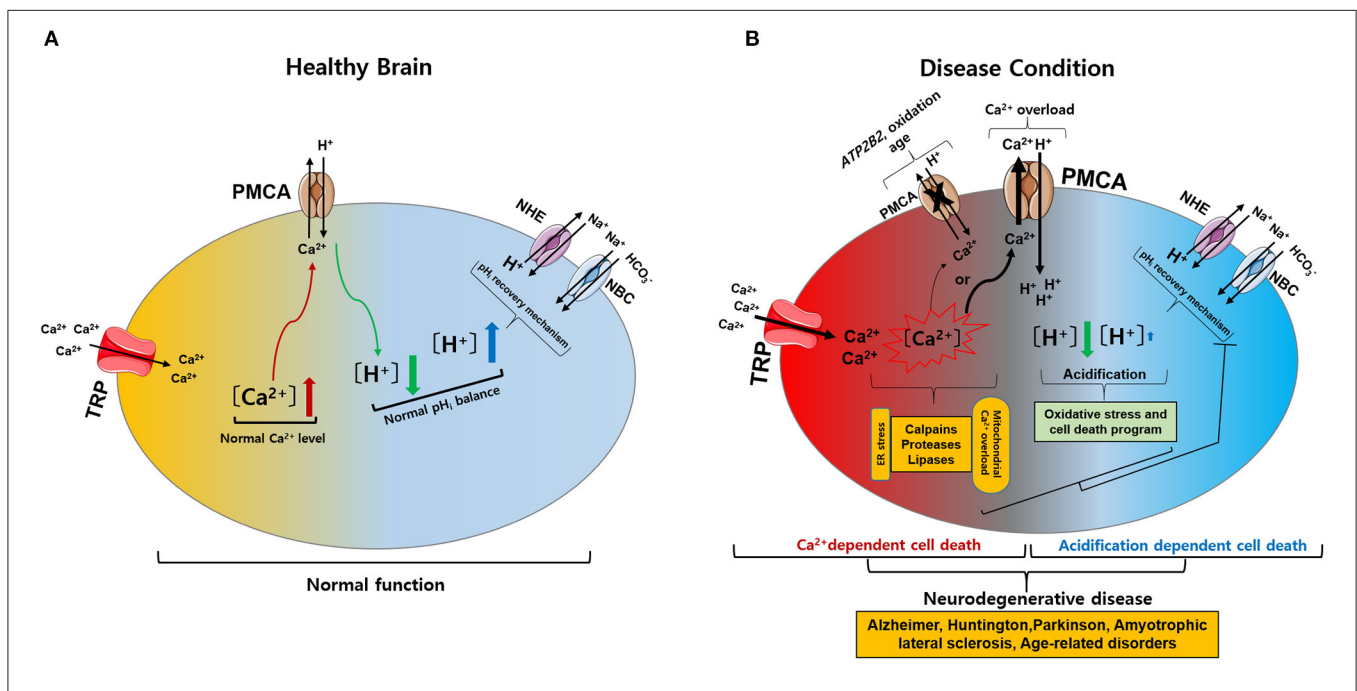 A
Healthy Brain
H⁺
PMCA
Ca²⁺
NHE
Na⁺
Na⁺
HCO₃⁻
H⁺
NBC
pHᵢ recovery mechanism)
Ca²⁺ Ca²⁺
Ca²⁺
Ca²⁺
Ca²⁺
TRP
[Ca²⁺]
Normal Ca²⁺ level
[H⁺]
[H⁺]
Normal pHᵢ balance
Normal function
B
Disease Condition
Ca²⁺ overload
ATP2B2, oxidation
age
H⁺
PMCA
X
Ca²⁺
Ca²⁺ H⁺
PMCA
Ca²⁺
or
H⁺ H⁺
H⁺
NHE
Na⁺
Na⁺
HCO₃⁻
H⁺
NBC
pHᵢ recovery mechanism)
Ca²⁺
Ca²⁺
Ca²⁺
TRP
Ca²⁺
Ca²⁺
[Ca²⁺]
[H⁺]
[H⁺]
Acidification
Oxidative stress and
cell death program
ER stress
Calpains
Proteases
Lipases
Mitochondrial
Ca²⁺ overload
Ca²⁺dependent cell death
Acidification dependent cell death
Neurodegenerative disease
Alzheimer, Huntington,Parkinson, Amyotrophic
lateral sclerosis, Age-related disorders